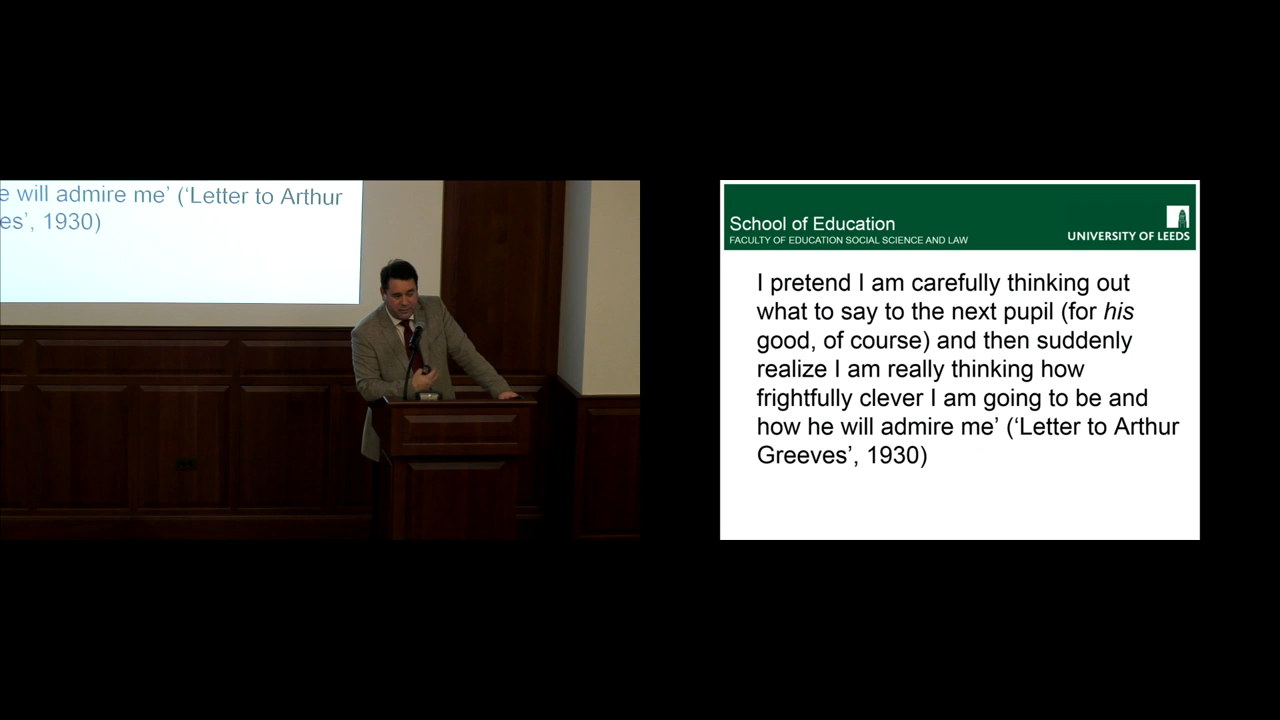 e will admire me’ (‘Letter to Arthur
es’, 1930)
School of Education
FACULTY OF EDUCATION SOCIAL SCIENCE AND LAW
UNIVERSITY OF LEEDS
I pretend I am carefully thinking out
what to say to the next pupil (for his
good, of course) and then suddenly
realize I am really thinking how
frightfully clever I am going to be and
how he will admire me’ (‘Letter to Arthur
Greeves’, 1930)